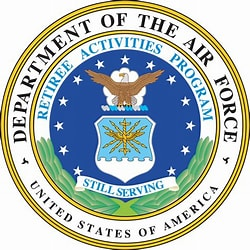 DEPARTMENT OF THE AIR FORCE
RETIREE ACTIVITIES PROGRAM
STILL SERVING
UNITED STATES OF AMERICA